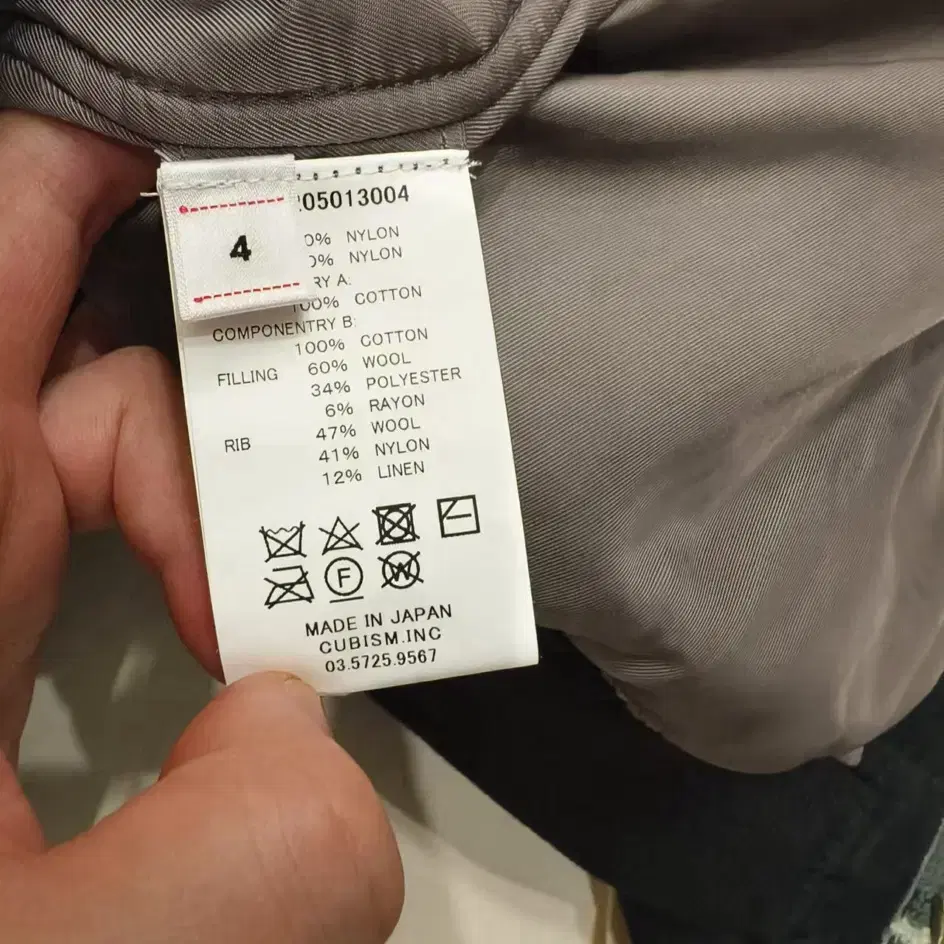 4
05013004
0% NYLON
0% NYLON
RY A:
100% COTTON
COMPONENTRY B:
100% COTTON
FILLING 60% WOOL
34% POLYESTER
6% RAYON
RIB 47% WOOL
41% NYLON
12% LINEN
F
W
MADE IN JAPAN
CUBISM.INC
03.5725.9567